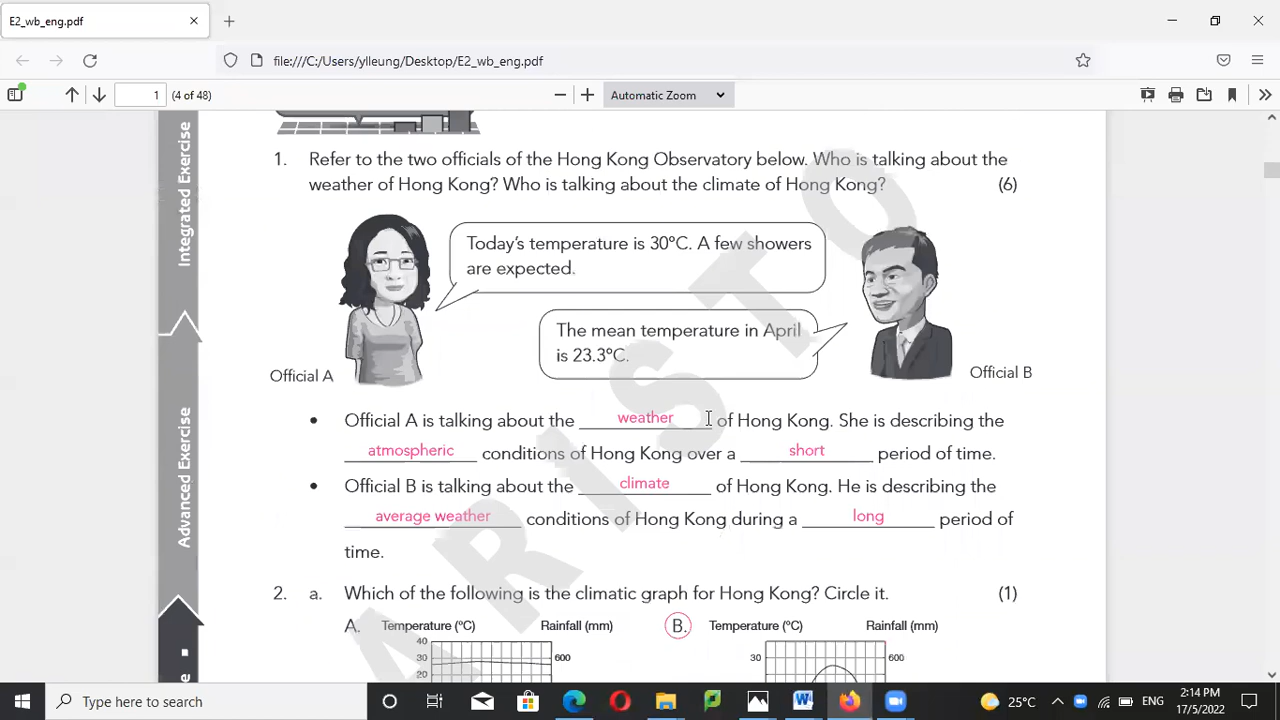 E2_wb_eng.pdf
file:///C:/Users/ylleung/Desktop/E2_wb_eng.pdf
1 (4 of 48)
Automatic Zoom
Integrated Exercise
Advanced Exercise
1. Refer to the two officials of the Hong Kong Observatory below. Who is talking about the
weather of Hong Kong? Who is talking about the climate of Hong Kong? (6)
Today's temperature is 30°C. A few showers
are expected.
The mean temperature in April
is 23.3°C.
Official A
Official B
• Official A is talking about the weather of Hong Kong. She is describing the
atmospheric conditions of Hong Kong over a short period of time.
• Official B is talking about the climate of Hong Kong. He is describing the
average weather conditions of Hong Kong during a long period of
time.
2. a. Which of the following is the climatic graph for Hong Kong? Circle it. (1)
A. Temperature (°C) Rainfall (mm) B. Temperature (°C) Rainfall (mm)
40
30 600 30 600
20
ARISTO
Type here to search
25°C
ENG
2:14 PM
17/5/2022